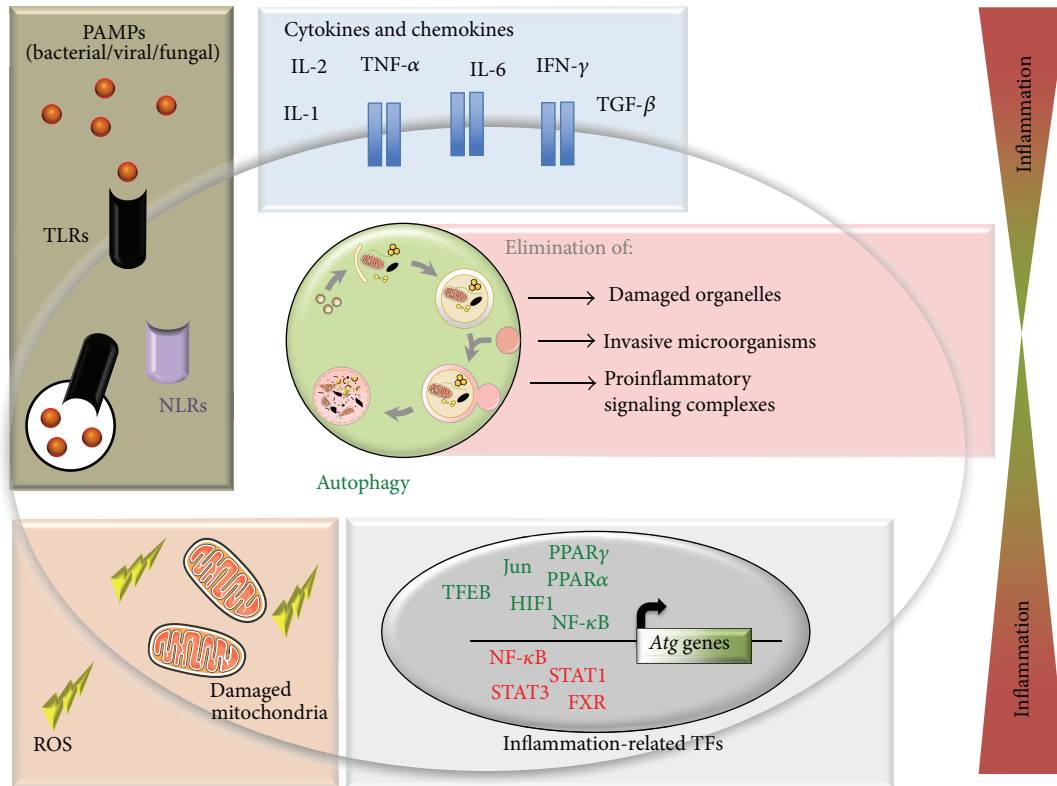 PAMPs
(bacterial/viral/fungal)
TLRs
NLRs
Cytokines and chemokines
IL-2
TNF-α
IL-6
IFN-γ
IL-1
TGF-β
Inflammation
Elimination of:
Damaged organelles
Invasive microorganisms
Proinflammatory
signaling complexes
Autophagy
ROS
Damaged
mitochondria
PPARγ
Jun
PPARα
TFEB
HIF1
NF-κB
Atg genes
NF-κB
STAT1
STAT3
FXR
Inflammation-related TFs
Inflammation